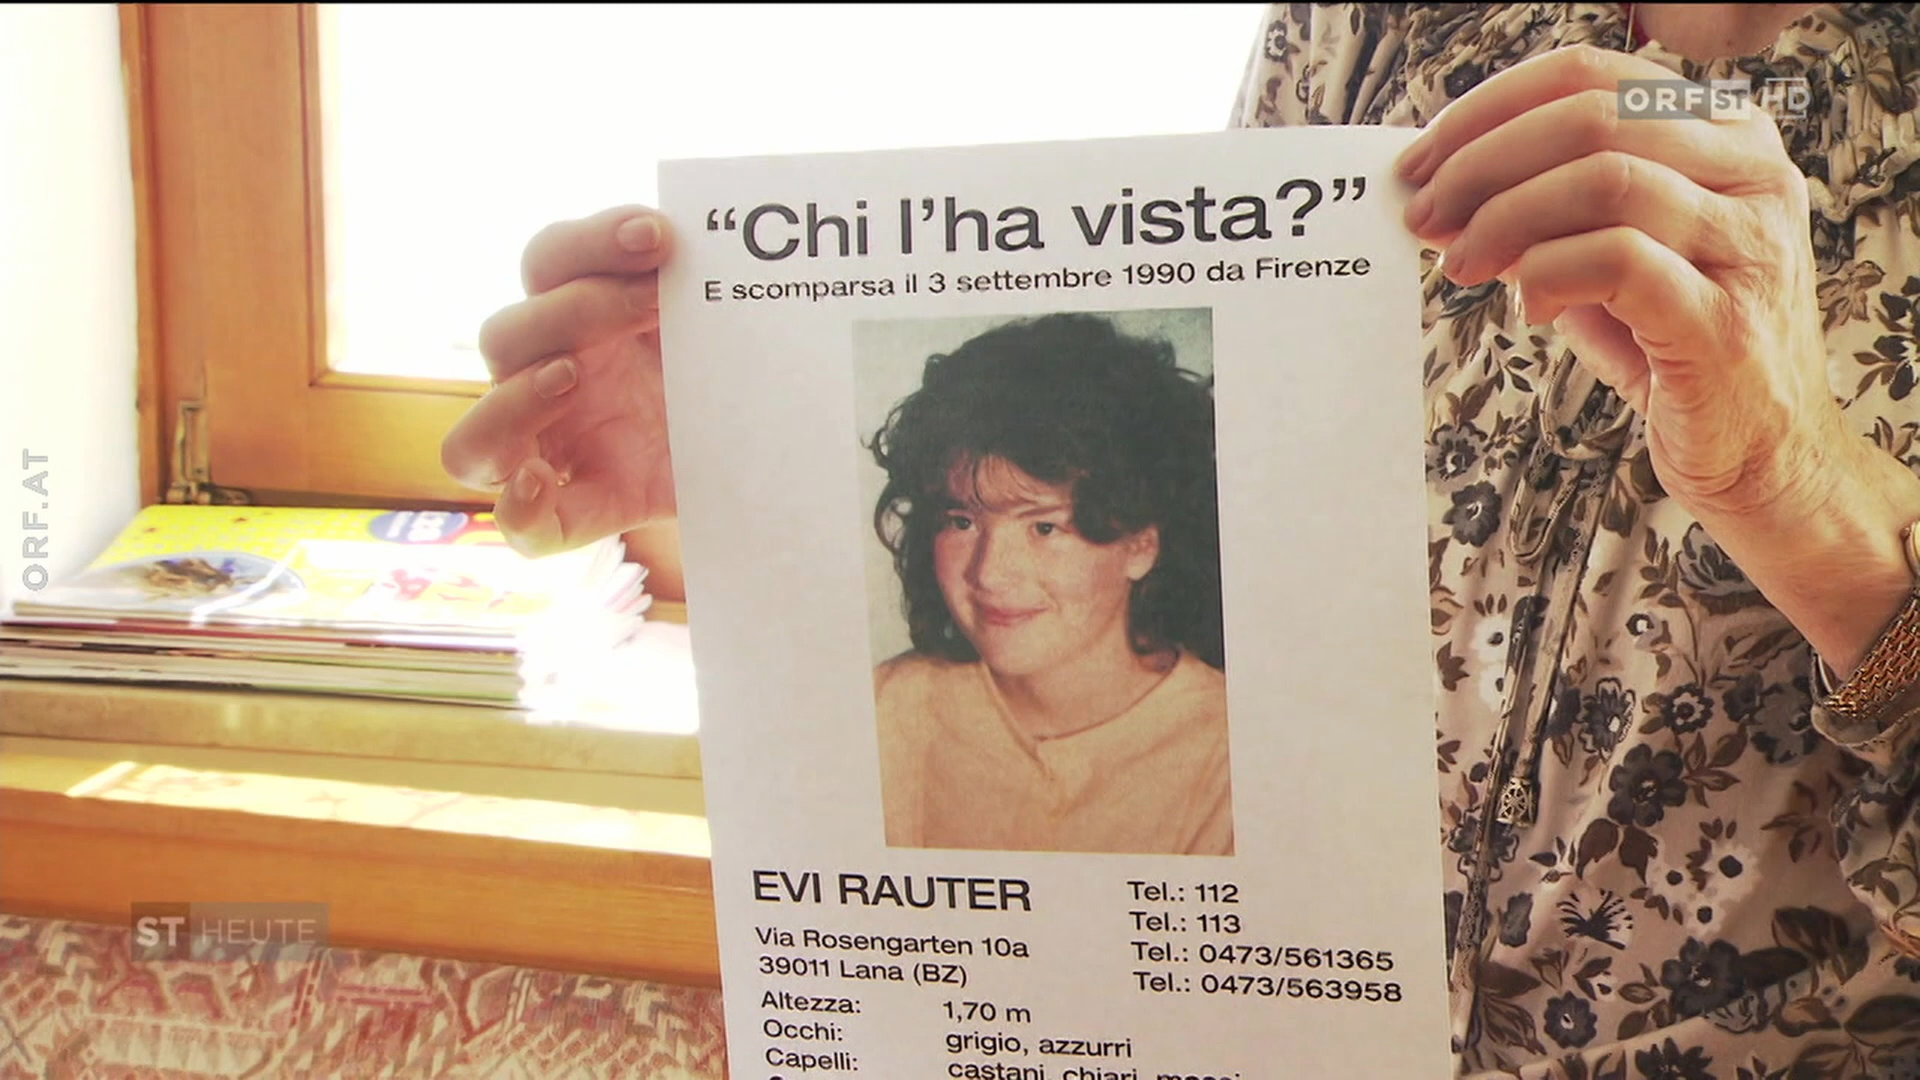 ORF ST HD
ORF.AT
“Chi l’ha vista?”
E scomparsa il 3 settembre 1990 da Firenze
EVI RAUTER
Via Rosengarten 10a
39011 Lana (BZ)
Tel.: 112
Tel.: 113
Tel.: 0473/561365
Tel.: 0473/563958
Altezza: 1,70 m
Occhi: grigio, azzurri
Capelli: castani, chiari,
ST HEUTE